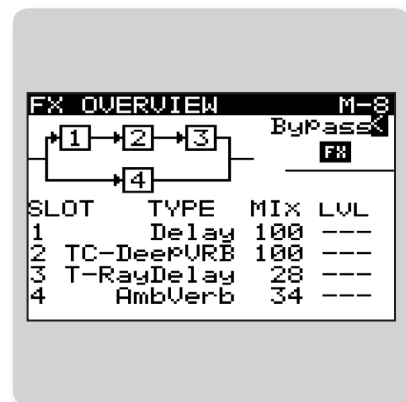 FX OVERVIEW M-8
Bypass
1 2 3
FX
4
SLOT TYPE MIX LVL
1 Delay 100 ---
2 TC-DeepVRB 100 ---
3 T-RayDelay 28 ---
4 AmbVerb 34 ---